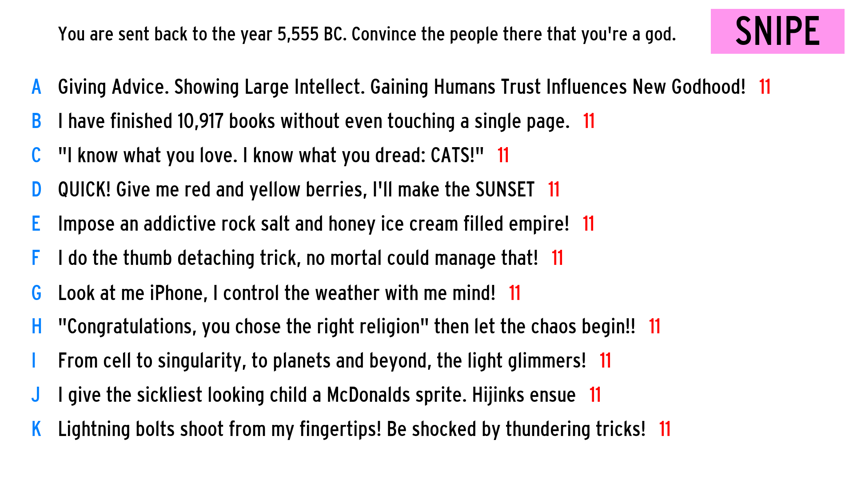 You are sent back to the year 5,555 BC. Convince the people there that you're a god.
SNIPE
A Giving Advice. Showing Large Intellect. Gaining Humans Trust Influences New Godhood! 11
B I have finished 10,917 books without even touching a single page. 11
C "I know what you love. I know what you dread: CATS!" 11
D QUICK! Give me red and yellow berries, I'll make the SUNSET 11
E Impose an addictive rock salt and honey ice cream filled empire! 11
F I do the thumb detaching trick, no mortal could manage that! 11
G Look at me iPhone, I control the weather with me mind! 11
H "Congratulations, you chose the right religion" then let the chaos begin!! 11
I From cell to singularity, to planets and beyond, the light glimmers! 11
J I give the sickliest looking child a McDonalds sprite. Hijinks ensue 11
K Lightning bolts shoot from my fingertips! Be shocked by thundering tricks! 11